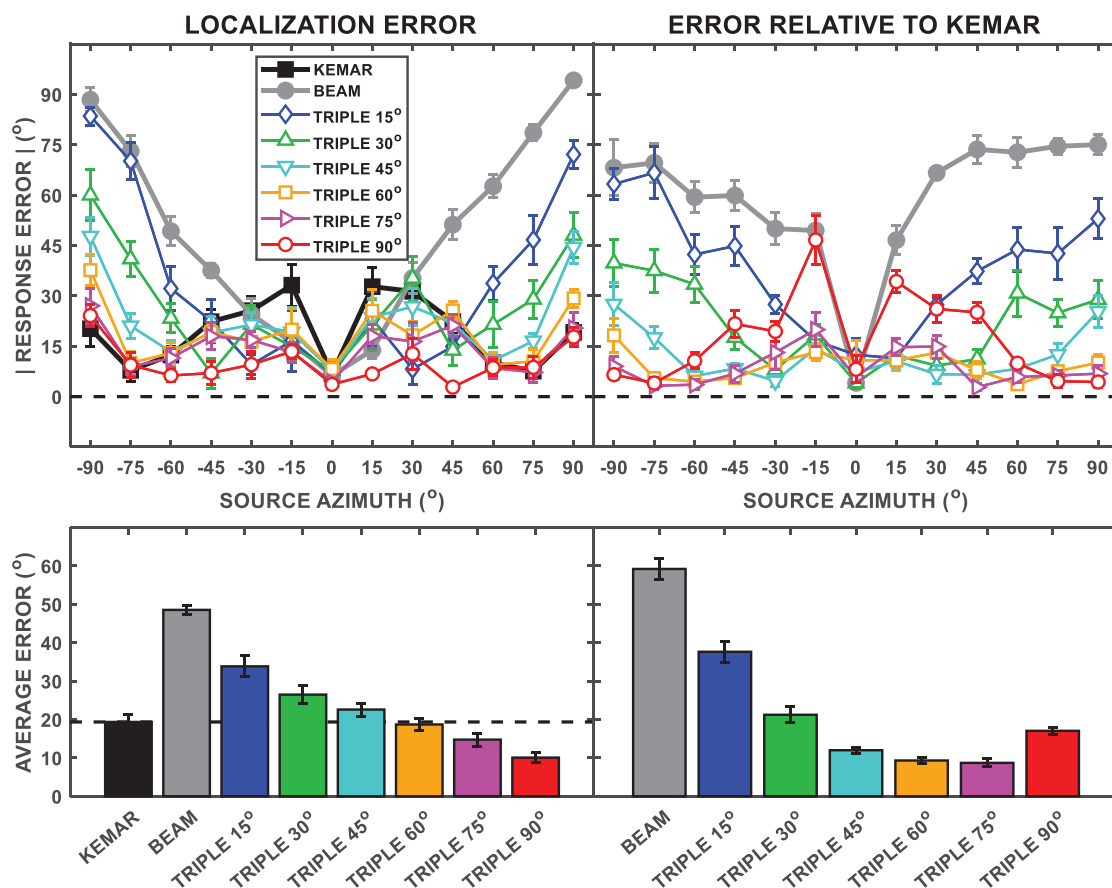 LOCALIZATION ERROR
ERROR RELATIVE TO KEMAR
KEMAR
BEAM
TRIPLE 15°
TRIPLE 30°
TRIPLE 45°
TRIPLE 60°
TRIPLE 75°
TRIPLE 90°
| RESPONSE ERROR | (°)
90
75
60
45
30
15
0
-90 -75 -60 -45 -30 -15 0 15 30 45 60 75 90
-90 -75 -60 -45 -30 -15 0 15 30 45 60 75 90
SOURCE AZIMUTH (°)
SOURCE AZIMUTH (°)
AVERAGE ERROR (°)
60
50
40
30
20
10
0
KEMAR
BEAM
TRIPLE 15°
TRIPLE 30°
TRIPLE 45°
TRIPLE 60°
TRIPLE 75°
TRIPLE 90°
BEAM
TRIPLE 15°
TRIPLE 30°
TRIPLE 45°
TRIPLE 60°
TRIPLE 75°
TRIPLE 90°